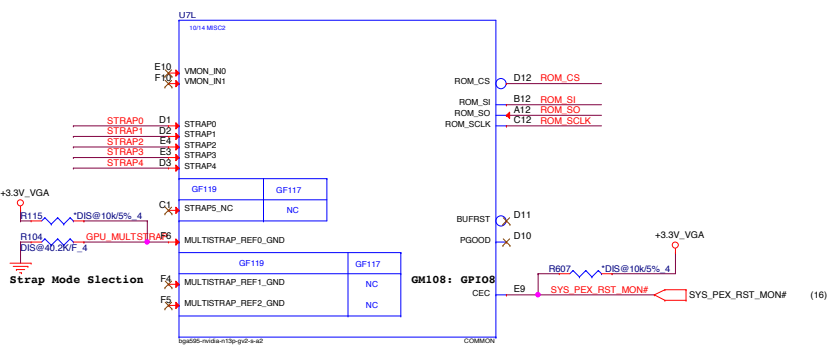 U7L
10/14 MISC2
E10
VMON_IN0
F10
VMON_IN1
ROM_CS
D12
ROM_CS
ROM_SI
B12
ROM_SI
ROM_SO
A12
ROM_SO
ROM_SCLK
C12
ROM_SCLK
STRAP0
D1
STRAP0
STRAP1
D2
STRAP1
STRAP2
E4
STRAP2
STRAP3
E3
STRAP3
STRAP4
D3
STRAP4
GF119
GF117
C1
STRAP5_NC
NC
+3.3V_VGA
R115
*DIS@10k/5%_4
BUFRST
D11
R104
GPU_MULTSTRAP
F6
MULTISTRAP_REF0_GND
PGOOD
D10
+3.3V_VGA
DIS@40.2K/F_4
GF119
GF117
R607
*DIS@10k/5%_4
Strap Mode Slection
F4
MULTISTRAP_REF1_GND
NC
GM108: GPIO8
CEC
E9
SYS_PEX_RST_MON#
SYS_PEX_RST_MON#
(16)
F5
MULTISTRAP_REF2_GND
NC
bga595-nvidia-n13p-gv2-s-a2
COMMON